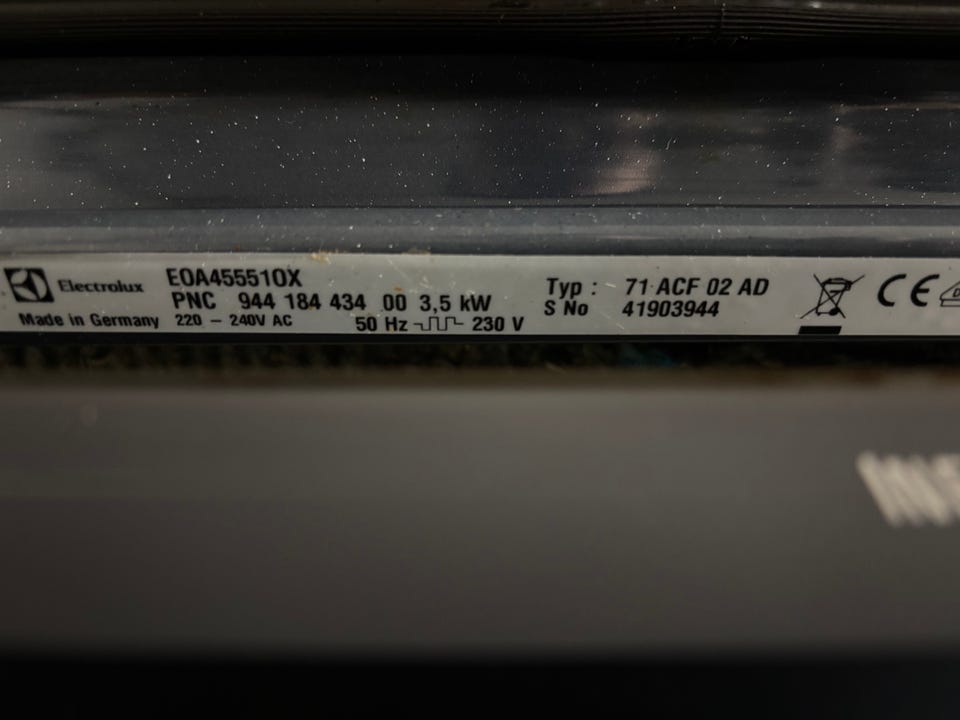 Electrolux
Made in Germany
EOA45551OX
PNC 944 184 434 00 3,5 kW
220 – 240V AC 50 Hz 230 V
Typ : 71 ACF 02 AD
S No 41903944
CE